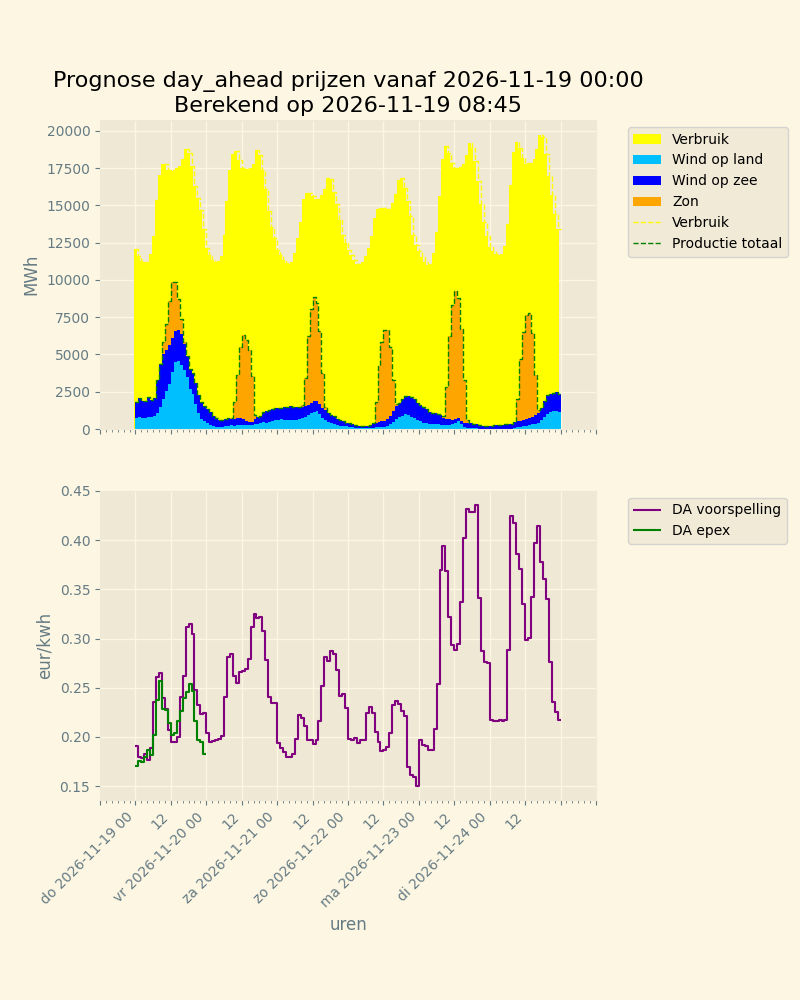 Prognose day_ahead prijzen vanaf 2026-11-19 00:00
Berekend op 2026-11-19 08:45
20000
17500
15000
12500
10000
7500
5000
2500
0
MWh
Verbruik
Wind op land
Wind op zee
Zon
Verbruik
Productie totaal
0.45
0.40
0.35
0.30
0.25
0.20
0.15
eur/kwh
DA voorspelling
DA epex
do 2026-11-19 00
12
vr 2026-11-20 00
12
za 2026-11-21 00
12
zo 2026-11-22 00
12
ma 2026-11-23 00
12
di 2026-11-24 00
12
uren